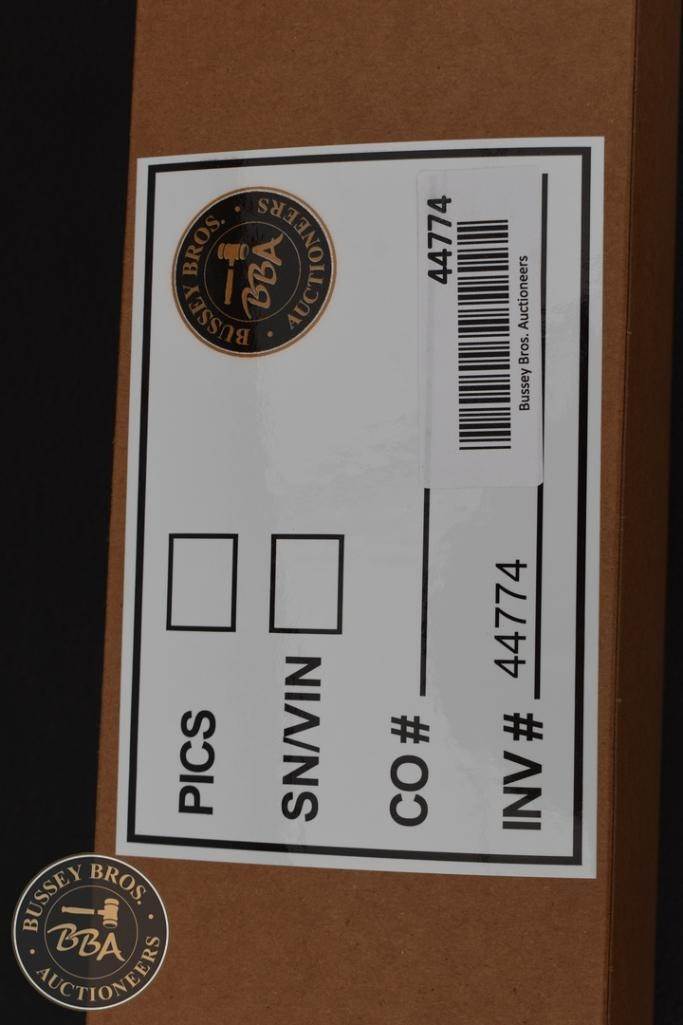 BUSSEY BROS. · AUCTIONEERS ·
BBA
PICS
SN/VIN
CO #
INV # 44774
44774
Bussey Bros. Auctioneers
BUSSEY BROS.
BBA
· AUCTIONEERS ·